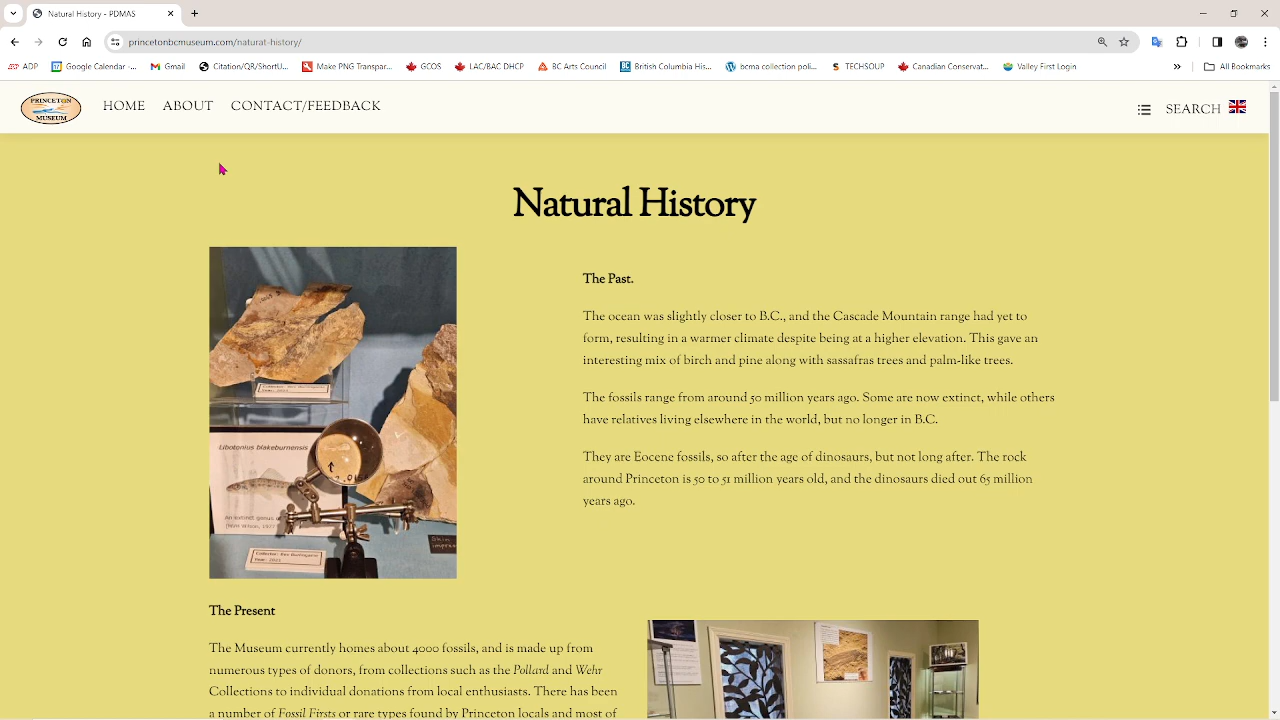 Natural History - PDMAS
princetonbcmuseum.com/natural-history/
ADP
Google Calendar -...
Gmail
Citation/QR/ShortU...
Make PNG Transpar...
GCOS
LAC/BAC DHCP
BC Arts Council
British Columbia His...
bcma collection poli...
TECHSOUP
Canadian Conservat...
Valley First Login
All Bookmarks
PRINCETON
MUSEUM
HOME
ABOUT
CONTACT/FEEDBACK
SEARCH
Natural History
Libotonius blakeburnensis
The Past.
The ocean was slightly closer to B.C., and the Cascade Mountain range had yet to
form, resulting in a warmer climate despite being at a higher elevation. This gave an
interesting mix of birch and pine along with sassafras trees and palm-like trees.
The fossils range from around 50 million years ago. Some are now extinct, while others
have relatives living elsewhere in the world, but no longer in B.C.
They are Eocene fossils, so after the age of dinosaurs, but not long after. The rock
around Princeton is 50 to 51 million years old, and the dinosaurs died out 65 million
years ago.
The Present
The Museum currently homes about 4000 fossils, and is made up from
numerous types of donors, from collections such as the Pollard and Wehr
Collections to individual donations from local enthusiasts. There has been
a number of Fossil Firsts or rare types found by Princeton locals and most of